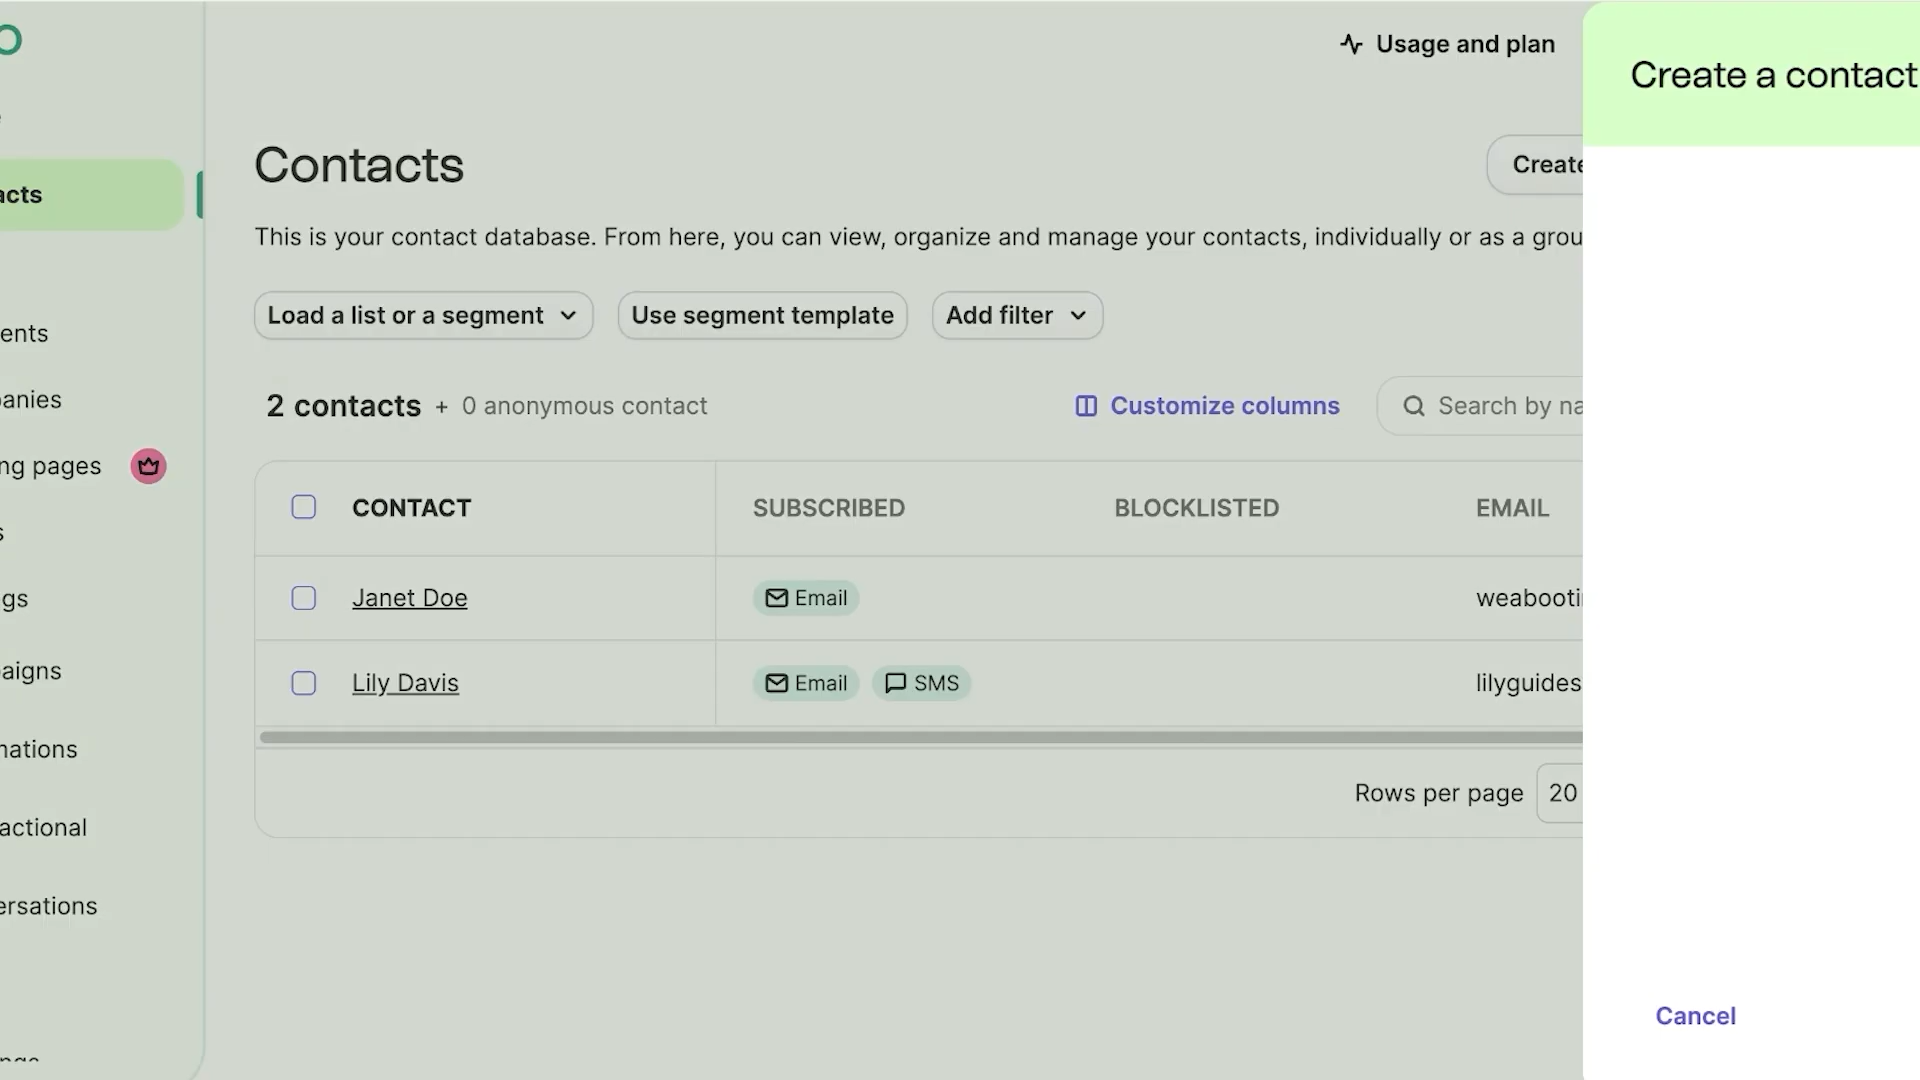 Usage and plan
Create a contact
acts
Contacts
Create
This is your contact database. From here, you can view, organize and manage your contacts, individually or as a grou
ents
Load a list or a segment
Use segment template
Add filter
anies
2 contacts + 0 anonymous contact
Customize columns
Search by na
ng pages
CONTACT
SUBSCRIBED
BLOCKLISTED
EMAIL
s
gs
Janet Doe
Email
weabooti
aigns
Lily Davis
Email
SMS
lilyguides
nations
Rows per page
20
actional
ersations
Cancel